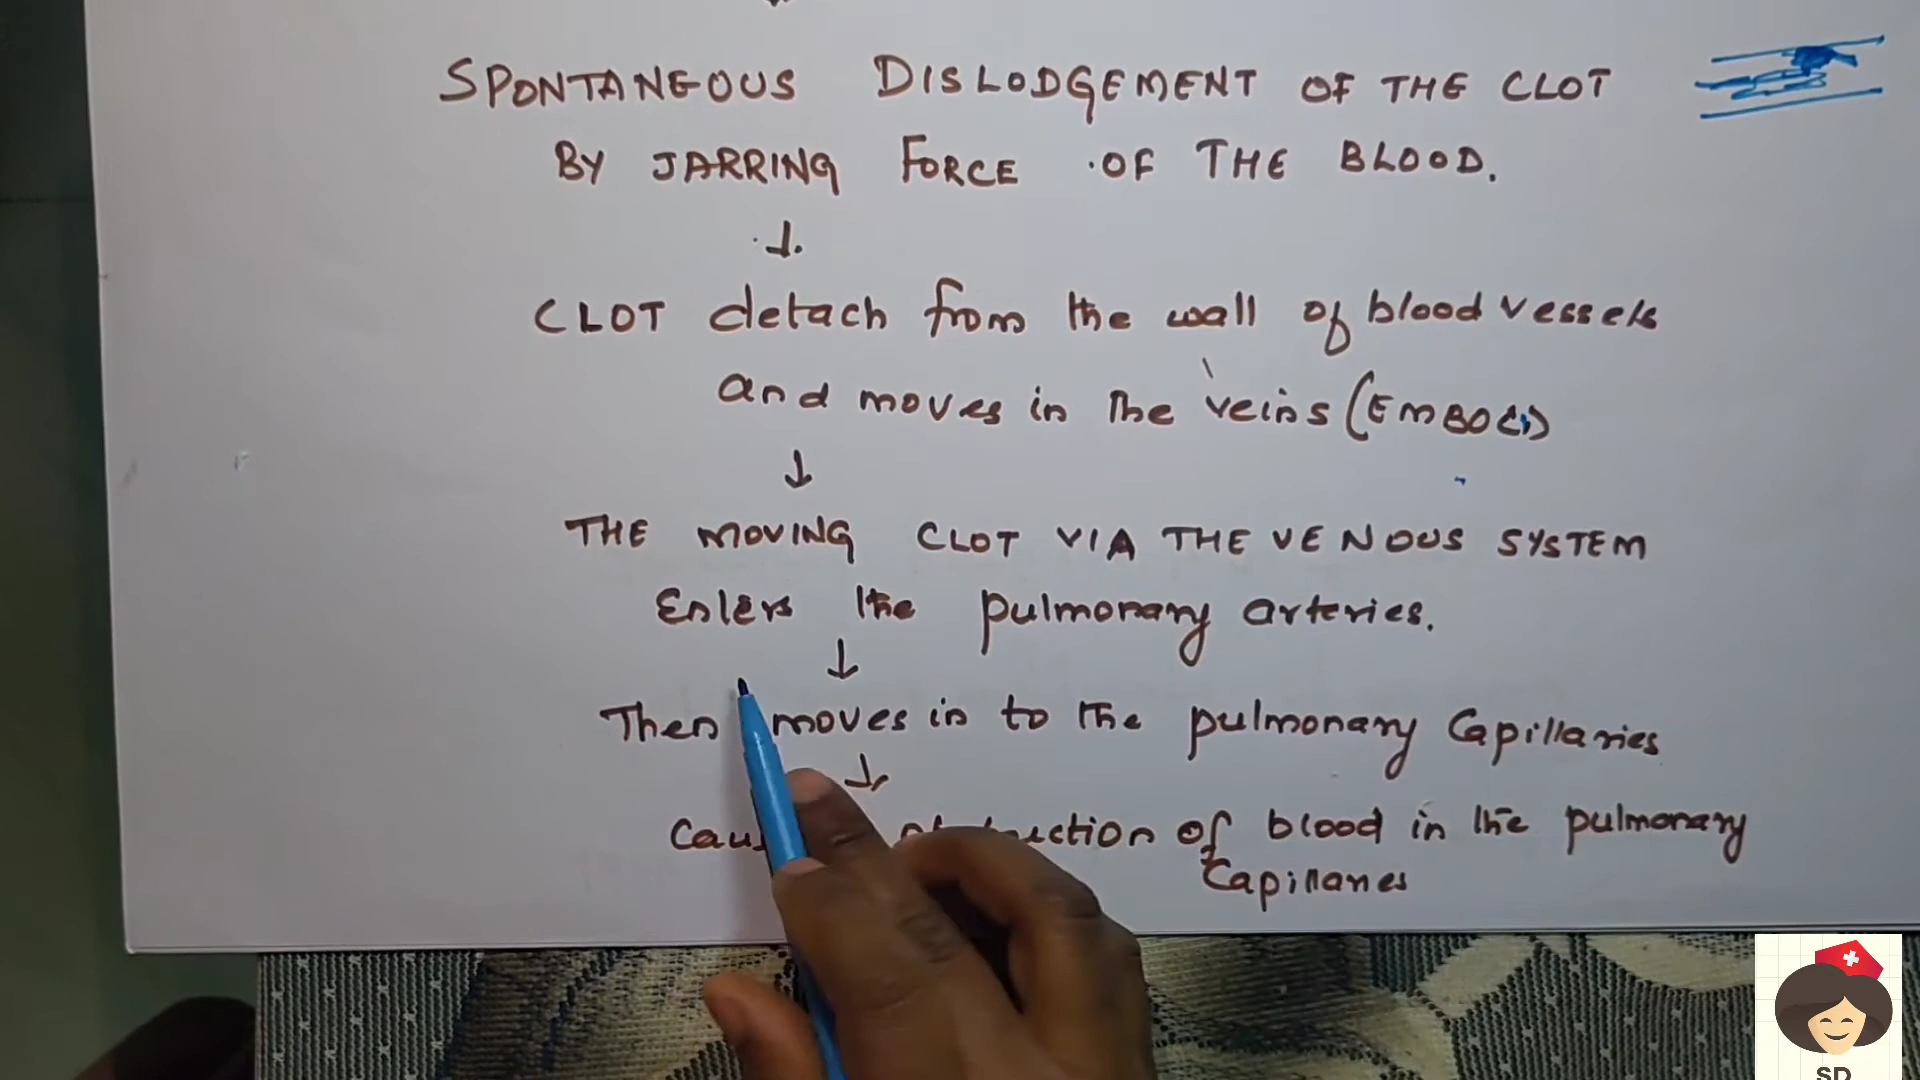 SPONTANEOUS DISLODGEMENT OF THE CLOT
BY JARRING FORCE OF THE BLOOD.
↓
CLOT detach from the wall of blood vessels
and moves in the veins (EMBOLI)
↓
THE MOVING CLOT VIA THE VENOUS SYSTEM
Enters the pulmonary arteries.
↓
Then moves in to the pulmonary Capillaries
↓
of blood in the pulmonary
Capillaries
SD